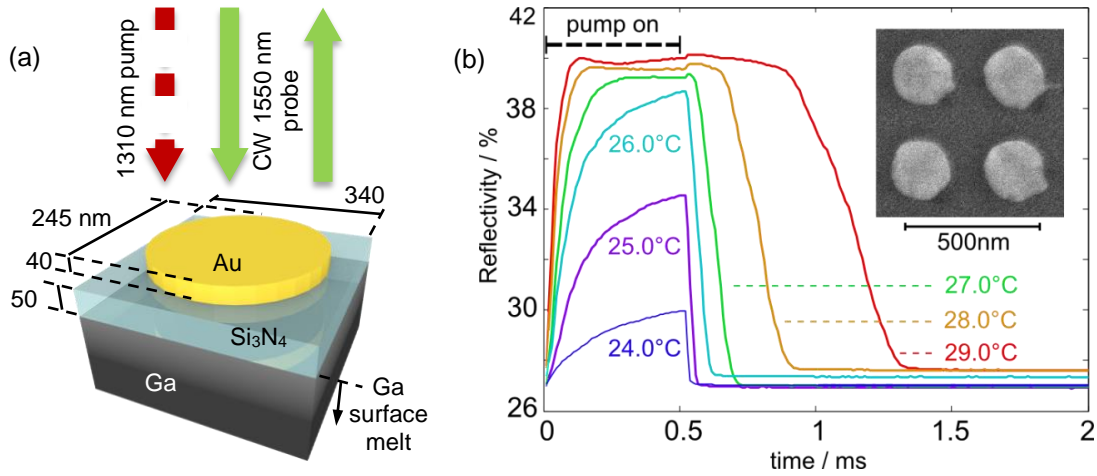 (a)
1310 nm pump
CW 1550 nm
probe
340
245 nm
40
50
Au
Si₃N₄
Ga
Ga
surface
melt
(b)
Reflectivity / %
42
38
34
30
26
pump on
26.0°C
25.0°C
24.0°C
500nm
27.0°C
28.0°C
29.0°C
0
0.5
1
1.5
2
time / ms